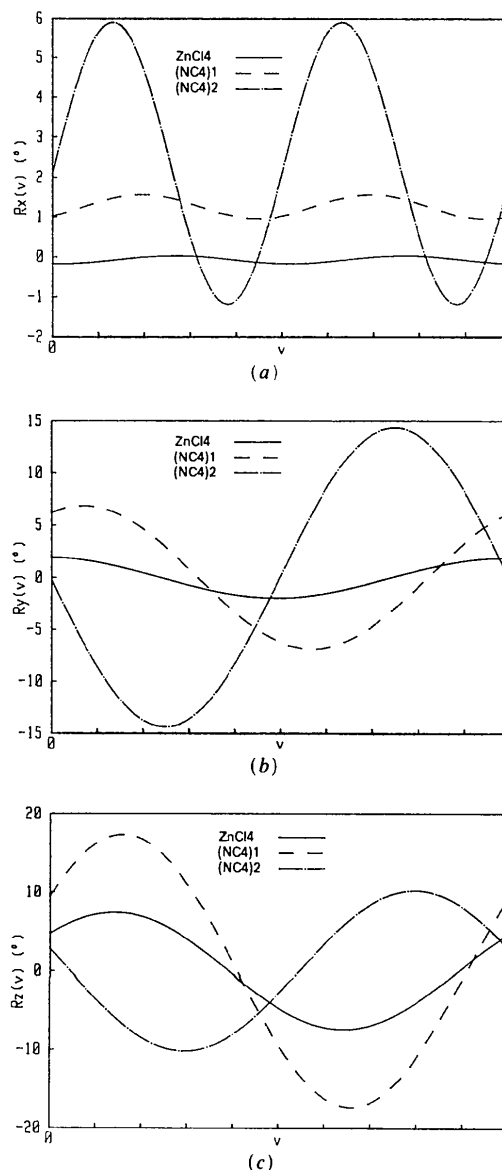 6
5
4
3
2
1
0
-1
-2
Rx(v) (°)
ZnCl4
(NC4)1
(NC4)2
0
v
(a)
15
10
5
0
-5
-10
-15
Ry(v) (°)
ZnCl4
(NC4)1
(NC4)2
0
v
(b)
20
10
0
-10
-20
Rz(v) (°)
ZnCl4
(NC4)1
(NC4)2
0
v
(c)